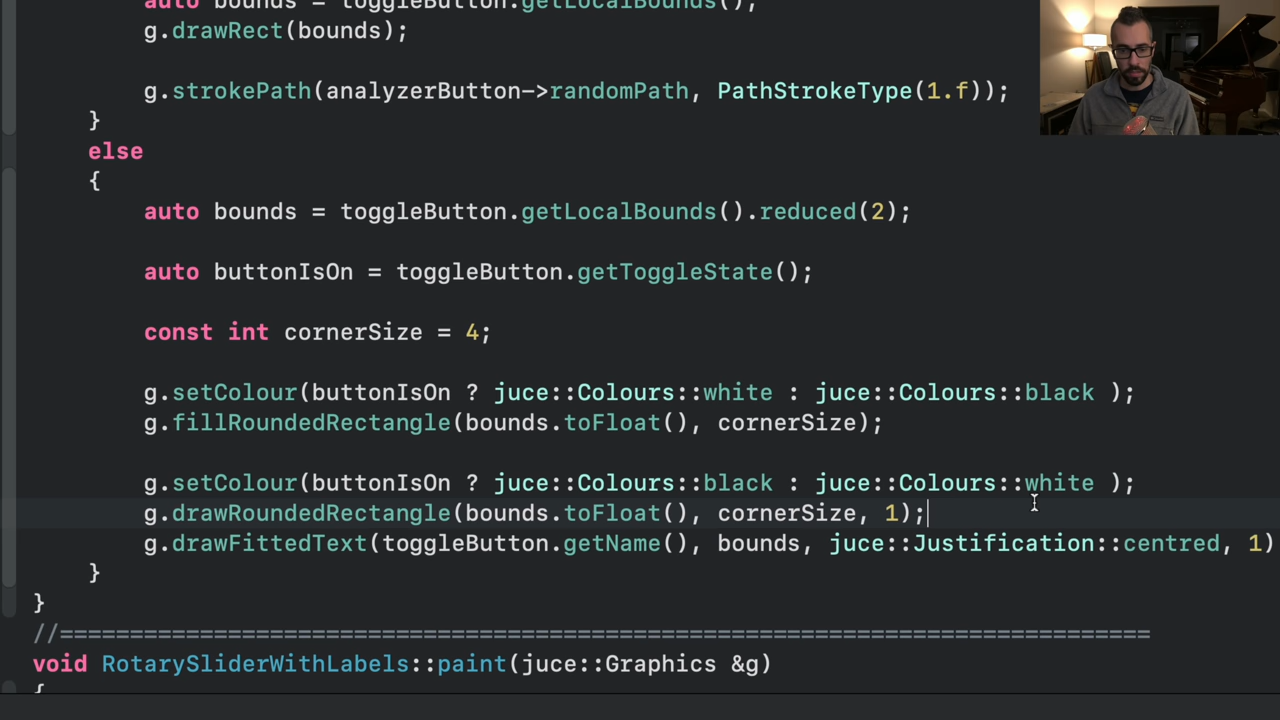 auto bounds = toggleButton.getLocalBounds();
g.drawRect(bounds);
g.strokePath(analyzerButton->randomPath, PathStrokeType(1.f));
}
else
{
auto bounds = toggleButton.getLocalBounds().reduced(2);
auto buttonIsOn = toggleButton.getToggleState();
const int cornerSize = 4;
g.setColour(buttonIsOn ? juce::Colours::white : juce::Colours::black );
g.fillRoundedRectangle(bounds.toFloat(), cornerSize);
g.setColour(buttonIsOn ? juce::Colours::black : juce::Colours::white );
g.drawRoundedRectangle(bounds.toFloat(), cornerSize, 1);
g.drawFittedText(toggleButton.getName(), bounds, juce::Justification::centred, 1)
}
}
//==============================================================================
void RotarySliderWithLabels::paint(juce::Graphics &g)
{